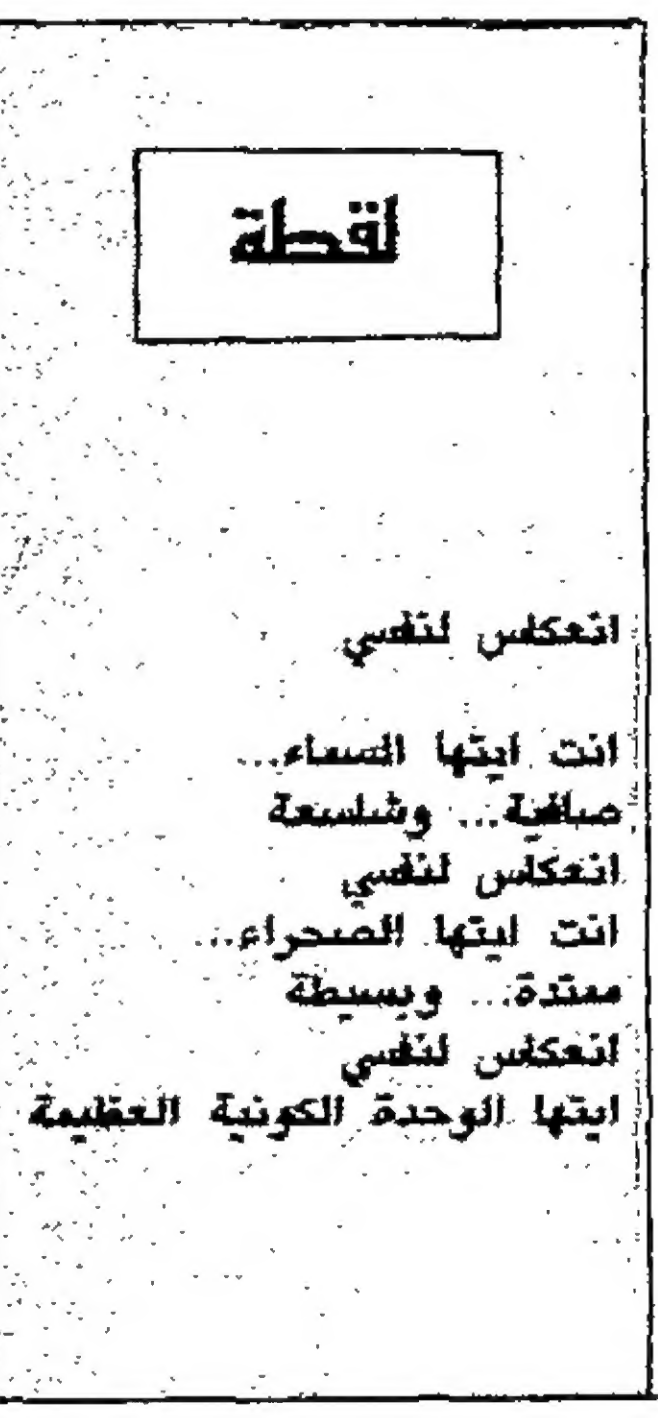 لقطة
انعكاس لنفسي
انت ايتها السماء...
صافية... وشاسعة
انعكاس لنفسي
انت ايتها الصحراء...
ممتدة... وبسيطة
انعكاس لنفسي
ايتها الوحدة الكونية العظيمة